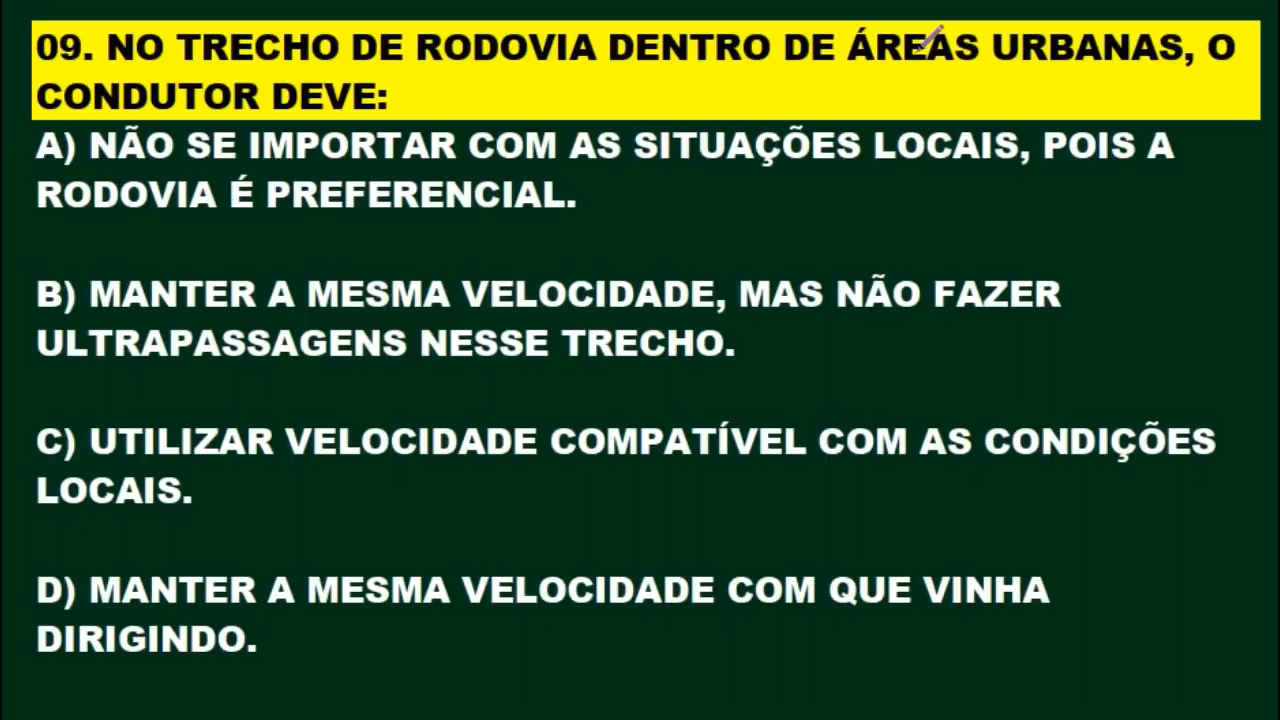 09. NO TRECHO DE RODOVIA DENTRO DE ÁREAS URBANAS, O
CONDUTOR DEVE:
A) NÃO SE IMPORTAR COM AS SITUAÇÕES LOCAIS, POIS A
RODOVIA É PREFERENCIAL.
B) MANTER A MESMA VELOCIDADE, MAS NÃO FAZER
ULTRAPASSAGENS NESSE TRECHO.
C) UTILIZAR VELOCIDADE COMPATÍVEL COM AS CONDIÇÕES
LOCAIS.
D) MANTER A MESMA VELOCIDADE COM QUE VINHA
DIRIGINDO.